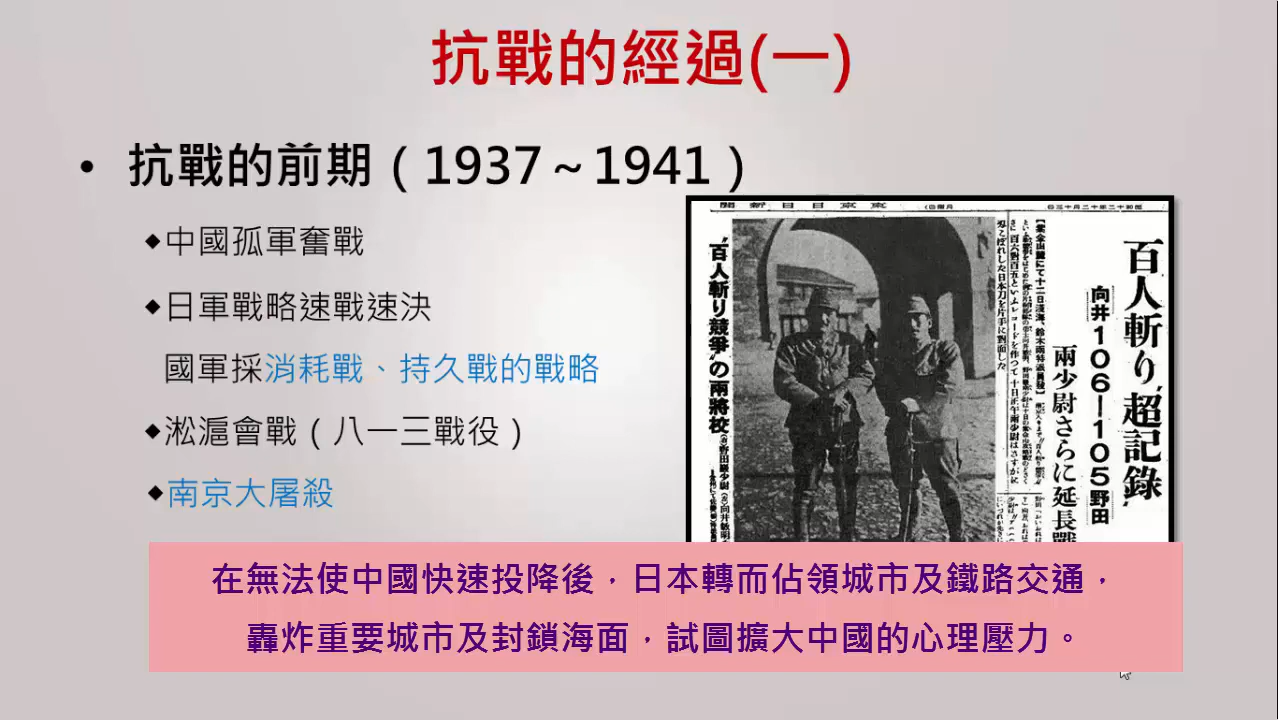 抗戰的經過(一)
• 抗戰的前期（1937～1941）
◆中國孤軍奮戰
◆日軍戰略速戰速決
國軍採消耗戰、持久戰的戰略
◆淞滬會戰（八一三戰役）
◆南京大屠殺
百人斬り"超記錄"
向井106—105野田
兩少尉さらに延長戰
"百人斬り競爭"の兩將校
在無法使中國快速投降後，日本轉而佔領城市及鐵路交通，
轟炸重要城市及封鎖海面，試圖擴大中國的心理壓力。